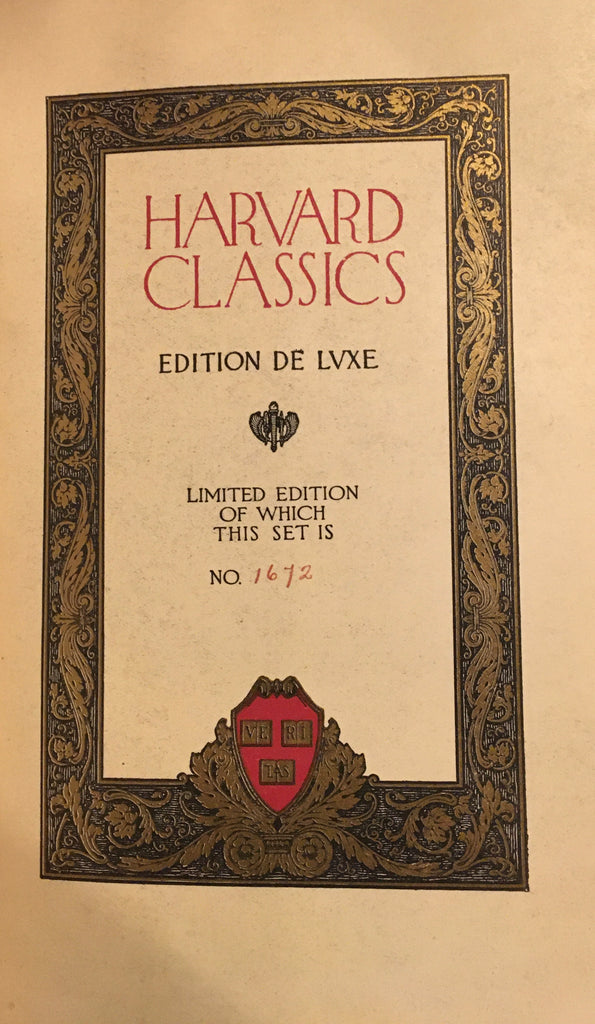 HARVARD
CLASSICS
EDITION DE LVXE
LIMITED EDITION
OF WHICH
THIS SET IS
NO. 1672
VE RI
TAS